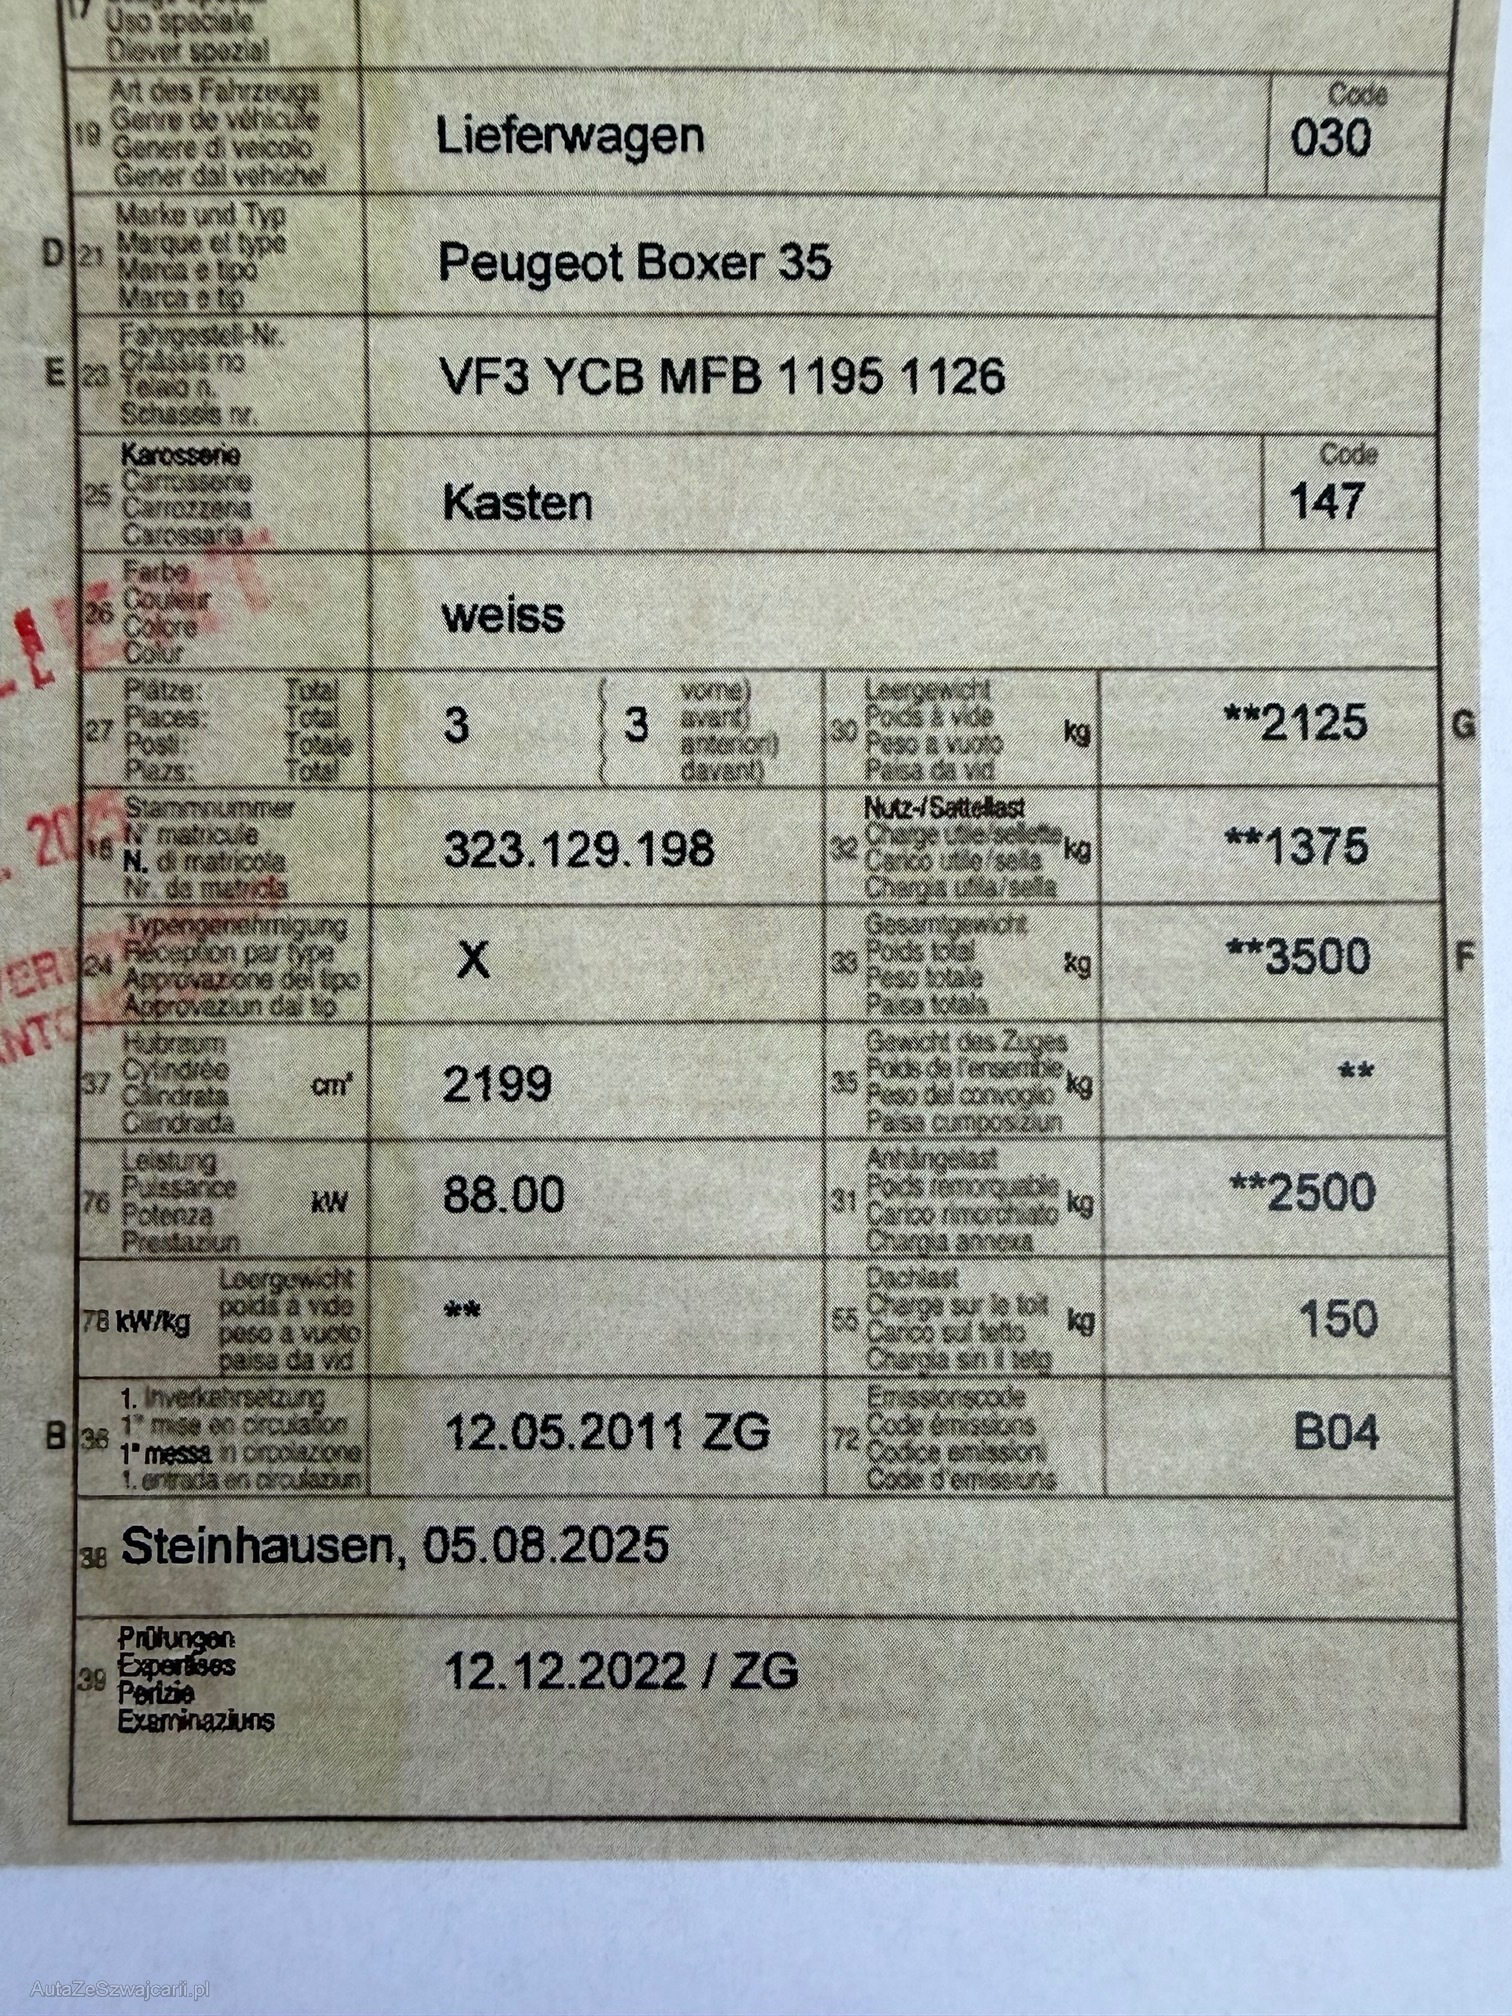 17
Uso speciale
Diever spezial
19
Art des Fahrzeugs
Genre de véhicule
Genere di veicolo
Gener dal vehichel
Lieferwagen
Code
030
D 21
Marke und Typ
Marque et type
Marca e tipo
Marca e tip
Peugeot Boxer 35
E 23
Fahrgestell-Nr.
Châssis no
Telaio n.
Schassis nr.
VF3 YCB MFB 1195 1126
25
Karosserie
Carrosserie
Carrozzeria
Carossaria
Kasten
Code
147
26
Farbe
Couleur
Colore
Colur
weiss
27
Plätze: Total
Places: Total
Posti: Totale
Plazs: Total
3 ( 3 vorne)
avant)
anteriori)
davant)
30
Leergewicht
Poids à vide
Peso a vuoto
Paisa da vid
kg
**2125
G
18
Stammnummer
N° matricule
N. di matricola
Nr. da matricla
323.129.198
32
Nutz-/Sattellast
Charge utile/sellette
Carico utile/sella
Chargia utila/sella
kg
**1375
24
Typengenehmigung
Réception par type
Approvazione del tipo
Approvaziun dal tip
X
33
Gesamtgewicht
Poids total
Peso totale
Paisa totala
kg
**3500
F
37
Hubraum
Cylindrée
Cilindrata
Cilindrada
cm³
2199
35
Gewicht des Zuges
Poids de l'ensemble
Peso del convoglio
Paisa cumposiziun
kg
**
76
Leistung
Puissance
Potenza
Prestaziun
kW
88.00
31
Anhängelast
Poids remorquable
Carico rimorchiato
Chargia annexa
kg
**2500
78 kW/kg
Leergewicht
poids à vide
peso a vuoto
paisa da vid
**
55
Dachlast
Charge sur le toit
Carico sul tetto
Chargia sin il tetg
kg
150
B 36
1. Inverkehrsetzung
1re mise en circulation
1a messa in circolazione
1. entrada en circulaziun
12.05.2011 ZG
72
Emissionscode
Code émissions
Codice emissioni
Code d'emissiuns
B04
38 Steinhausen, 05.08.2025
39
Prüfungen
Expertises
Perizie
Examinaziuns
12.12.2022 / ZG
AutaZeSzwajcarii.pl